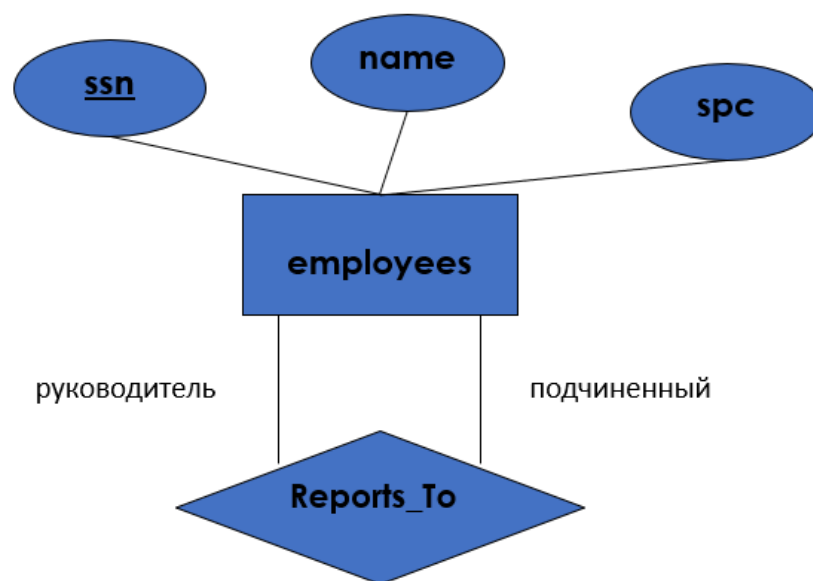 ssn
name
spc
employees
руководитель
подчиненный
Reports_To